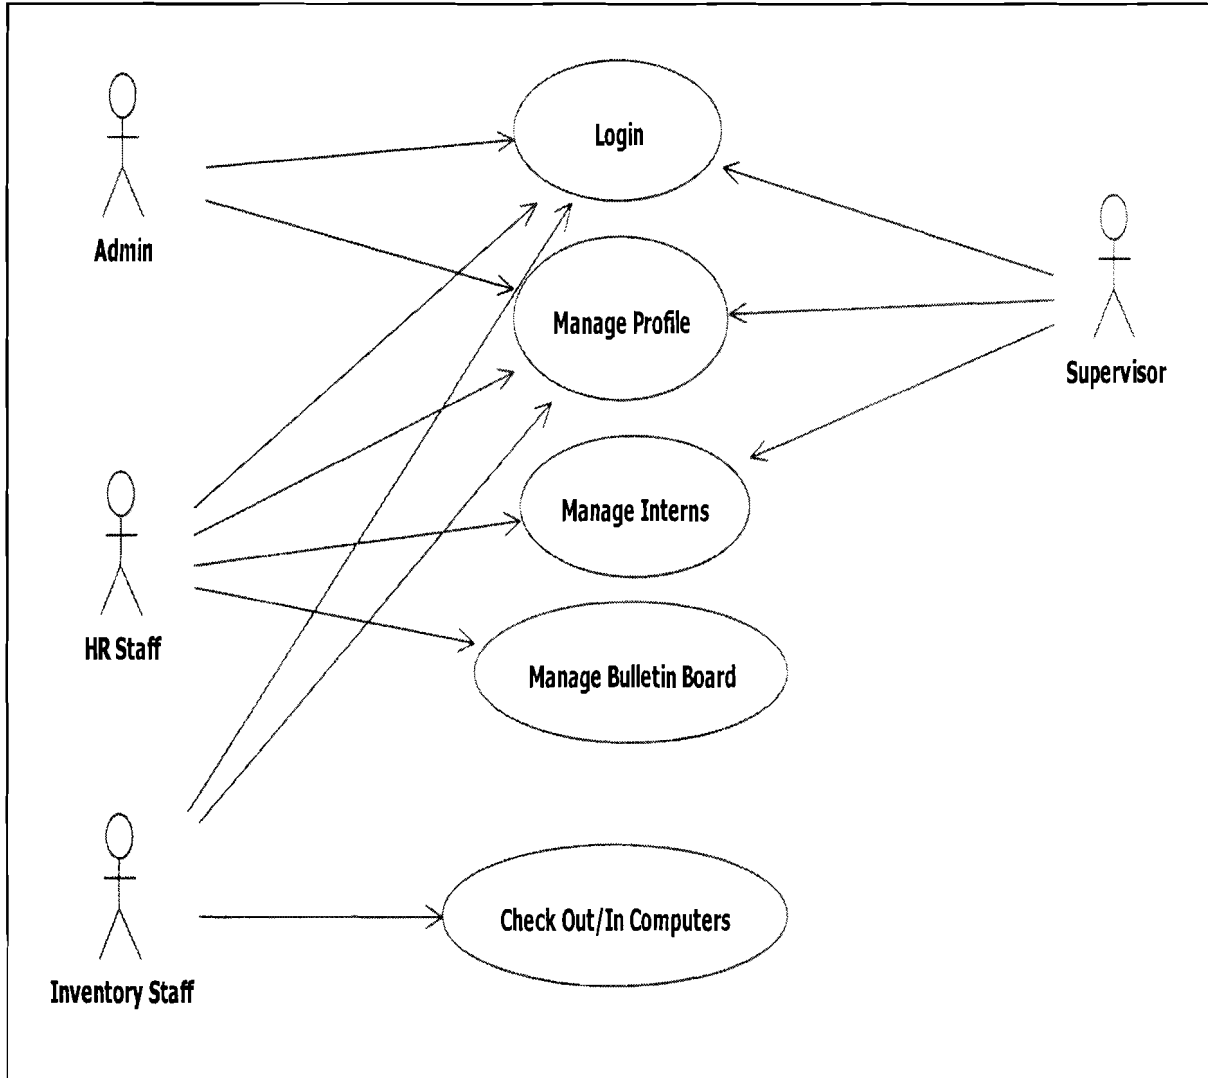 Login
Admin
Manage Profile
Supervisor
Manage Interns
HR Staff
Manage Bulletin Board
Check Out/In Computers
Inventory Staff